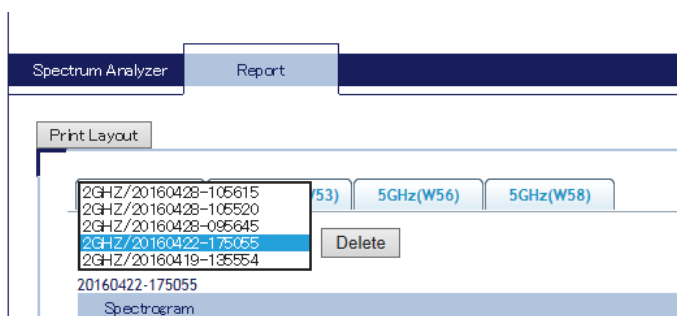 Spectrum Analyzer Report
Print Layout
2GHZ/20160428-105615
2GHZ/20160428-105520
2GHZ/20160428-095645
2GHZ/20160422-175055
2GHZ/20160419-135554
53) 5GHz(W56) 5GHz(W58)
Delete
20160422-175055
Spectrogram